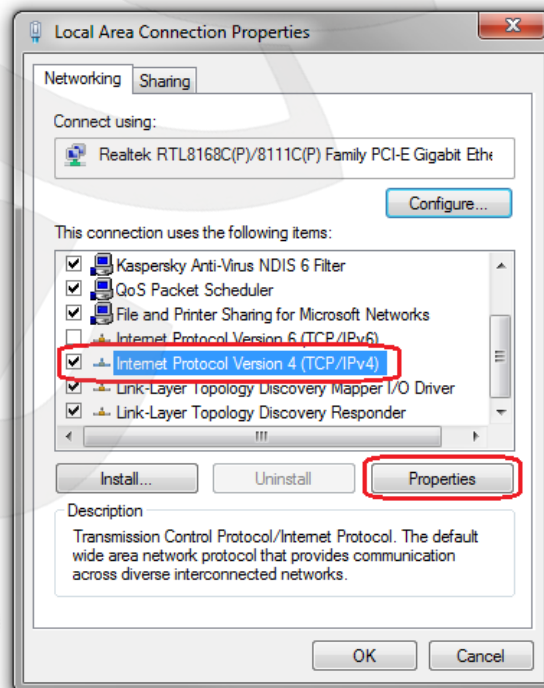 Local Area Connection Properties
Networking Sharing
Connect using:
Realtek RTL8168C(P)/8111C(P) Family PCI-E Gigabit Ethe
Configure...
This connection uses the following items:
Kaspersky Anti-Virus NDIS 6 Filter
QoS Packet Scheduler
File and Printer Sharing for Microsoft Networks
Internet Protocol Version 6 (TCP/IPv6)
Internet Protocol Version 4 (TCP/IPv4)
Link-Layer Topology Discovery Mapper I/O Driver
Link-Layer Topology Discovery Responder
Install... Uninstall Properties
Description
Transmission Control Protocol/Internet Protocol. The default
wide area network protocol that provides communication
across diverse interconnected networks.
OK Cancel